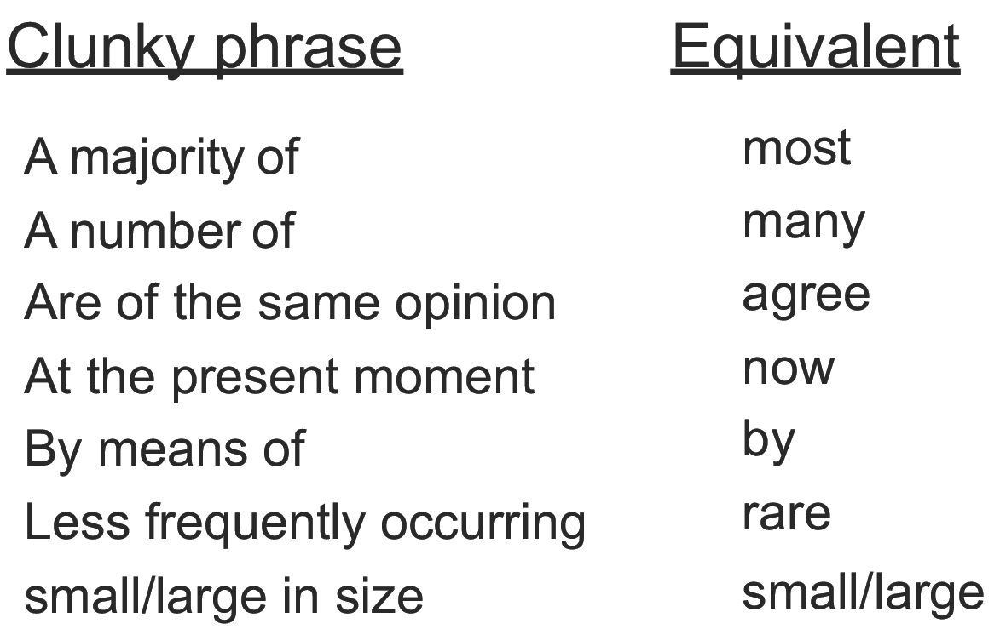 Clunky phrase Equivalent
A majority of most
A number of many
Are of the same opinion agree
At the present moment now
By means of by
Less frequently occurring rare
small/large in size small/large